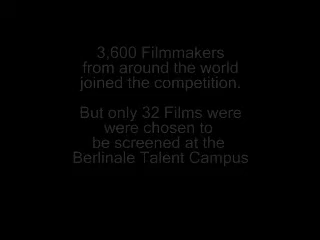 3,600 Filmmakers
from around the world
joined the competition.
But only 32 Films were
were chosen to
be screened at the
Berlinale Talent Campus